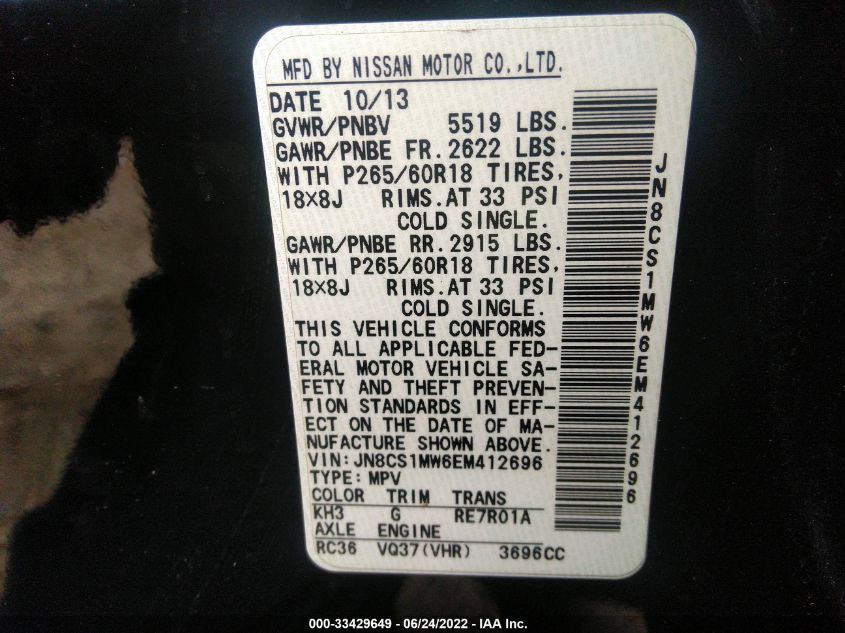 MFD BY NISSAN MOTOR CO.,LTD.
DATE 10/13
GVWR/PNBV 5519 LBS.
GAWR/PNBE FR.2622 LBS.
WITH P265/60R18 TIRES,
18X8J RIMS.AT 33 PSI
COLD SINGLE.
GAWR/PNBE RR.2915 LBS.
WITH P265/60R18 TIRES,
18X8J RIMS.AT 33 PSI
COLD SINGLE.
THIS VEHICLE CONFORMS
TO ALL APPLICABLE FED-
ERAL MOTOR VEHICLE SA-
FETY AND THEFT PREVEN-
TION STANDARDS IN EFF-
ECT ON THE DATE OF MA-
NUFACTURE SHOWN ABOVE.
VIN:JN8CS1MW6EM412696
TYPE:MPV
COLOR TRIM TRANS
KH3 G RE7R01A
AXLE ENGINE
RC36 VQ37(VHR) 3696CC
JN8CS1MW6EM412696
000-33429649 - 06/24/2022 - IAA Inc.